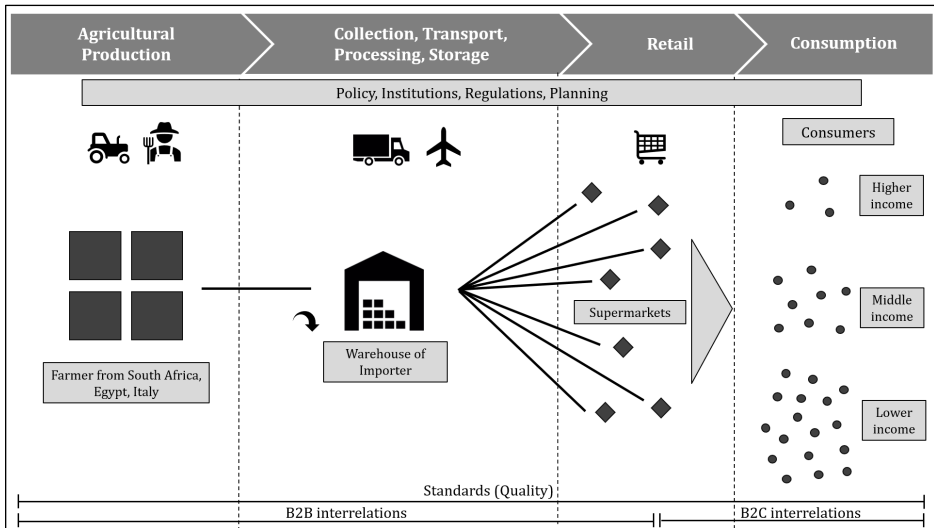 Agricultural
Production
Collection, Transport,
Processing, Storage
Retail
Consumption
Policy, Institutions, Regulations, Planning
Consumers
Higher
income
Middle
income
Supermarkets
Warehouse of
Importer
Farmer from South Africa,
Egypt, Italy
Lower
income
Standards (Quality)
B2B interrelations
B2C interrelations